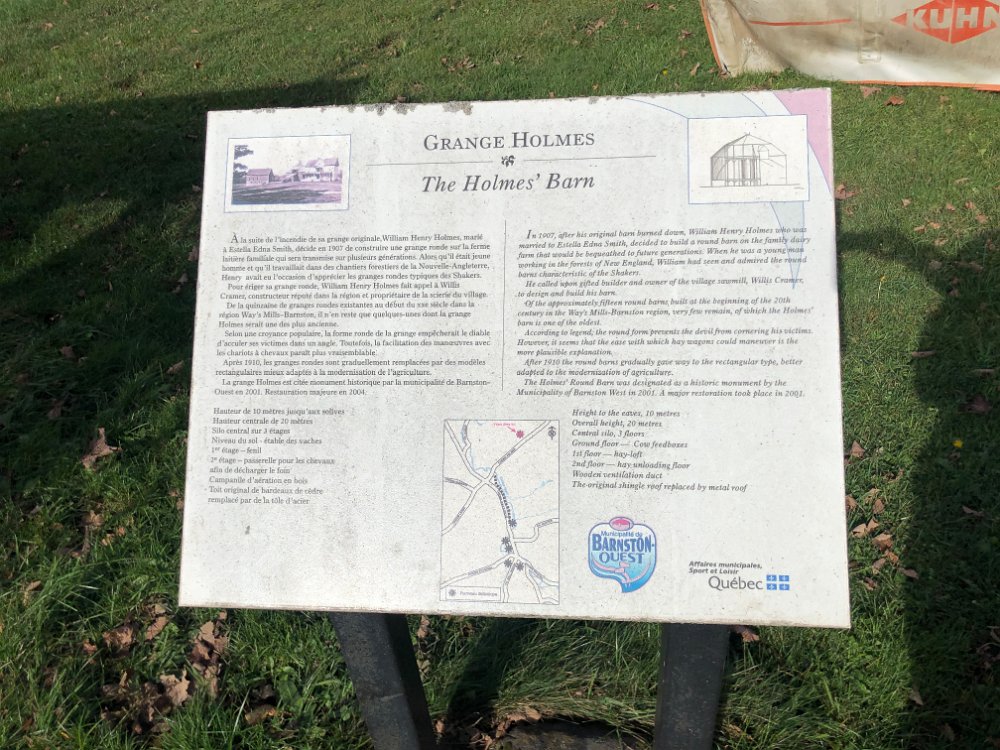 KUHN
GRANGE HOLMES
The Holmes' Barn
À la suite de l'incendie de sa grange originale, William Henry Holmes, marié
à Estella Edna Smith, décide en 1907 de construire une grange ronde sur la ferme
laitière familiale qui sera transmise sur plusieurs générations. Alors qu'il était jeune
homme et qu'il travaillait dans des chantiers forestiers de la Nouvelle-Angleterre,
Henry avait eu l'occasion d'apprécier les granges rondes typiques des Shakers.
Pour ériger sa grange ronde, William Henry Holmes fait appel à Willis
Cramer, constructeur réputé dans la région et propriétaire de la scierie du village.
De la quinzaine de granges rondes existantes au début du XXe siècle dans la
région Way's Mills-Barnston, il n'en reste que quelques-unes dont la grange
Holmes serait une des plus ancienne.
Selon une croyance populaire, la forme ronde de la grange empêcherait le diable
d'acculer ses victimes dans un angle. Toutefois, la facilitation des manœuvres avec
les chariots à chevaux paraît plus vraisemblable.
Après 1910, les granges rondes sont graduellement remplacées par des modèles
rectangulaires mieux adaptés à la modernisation de l'agriculture.
La grange Holmes est citée monument historique par la municipalité de Barnston-
Ouest en 2001. Restauration majeure en 2004.
In 1907, after his original barn burned down, William Henry Holmes who was
married to Estella Edna Smith, decided to build a round barn on the family dairy
farm that would be bequeathed to future generations. When he was a young man
working in the forests of New England, William had seen and admired the round
barns characteristic of the Shakers.
He called upon gifted builder and owner of the village sawmill, Willis Cramer,
to design and build his barn.
Of the approximately fifteen round barns, built at the beginning of the 20th
century in the Way's Mills-Barnston region, very few remain, of which the Holmes'
barn is one of the oldest.
According to legend, the round form prevents the devil from cornering his victims.
However, it seems that the ease with which hay wagons could maneuver is the
more plausible explanation.
After 1910 the round barns gradually gave way to the rectangular type, better
adapted to the modernisation of agriculture.
The Holmes' Round Barn was designated as a historic monument by the
Municipality of Barnston West in 2001. A major restoration took place in 2001.
Hauteur de 10 mètres jusqu'aux solives
Hauteur centrale de 20 mètres
Silo central sur 3 étages
Niveau du sol - étable des vaches
1er étage – fenil
2e étage – passerelle pour les chevaux
afin de décharger le foin
Campanile d'aération en bois
Toit original de bardeaux de cèdre
remplacé par de la tôle d'acier
Height to the eaves, 10 metres
Overall height, 20 metres
Central silo, 3 floors
Ground floor — Cow feedboxes
1st floor — hay-loft
2nd floor — hay unloading floor
Wooden ventilation duct
The original shingle roof replaced by metal roof
Municipalité de
BARNSTON-
OUEST
Affaires municipales,
Sport et Loisir
Québec